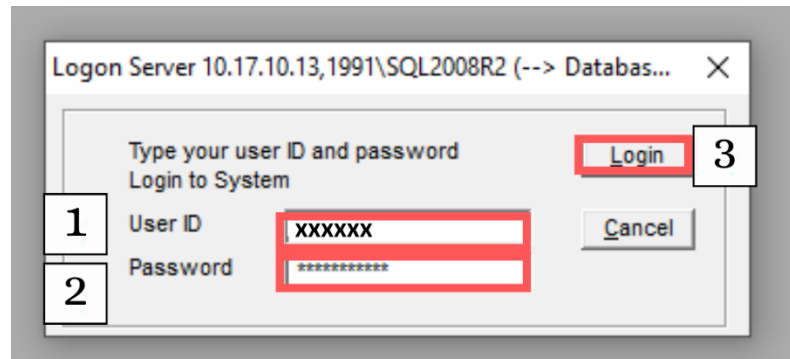 Logon Server 10.17.10.13,1991\SQL2008R2 (--> Databas...
Type your user ID and password
Login to System
Login
3
1
User ID
xxxxxx
Cancel
2
Password
***********